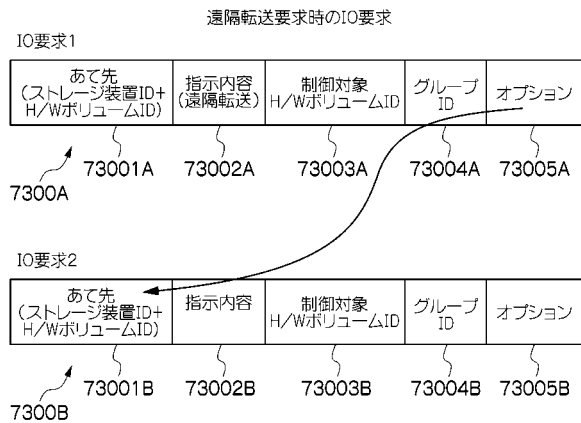 遠隔転送要求時のIO要求
IO要求1
あて先
(ストレージ装置ID+
H/WボリュームID)
指示内容
(遠隔転送)
制御対象
H/WボリュームID
グループ
ID
オプション
73001A
73002A
73003A
73004A
73005A
7300A
IO要求2
あて先
(ストレージ装置ID+
H/WボリュームID)
指示内容
制御対象
H/WボリュームID
グループ
ID
オプション
73001B
73002B
73003B
73004B
73005B
7300B